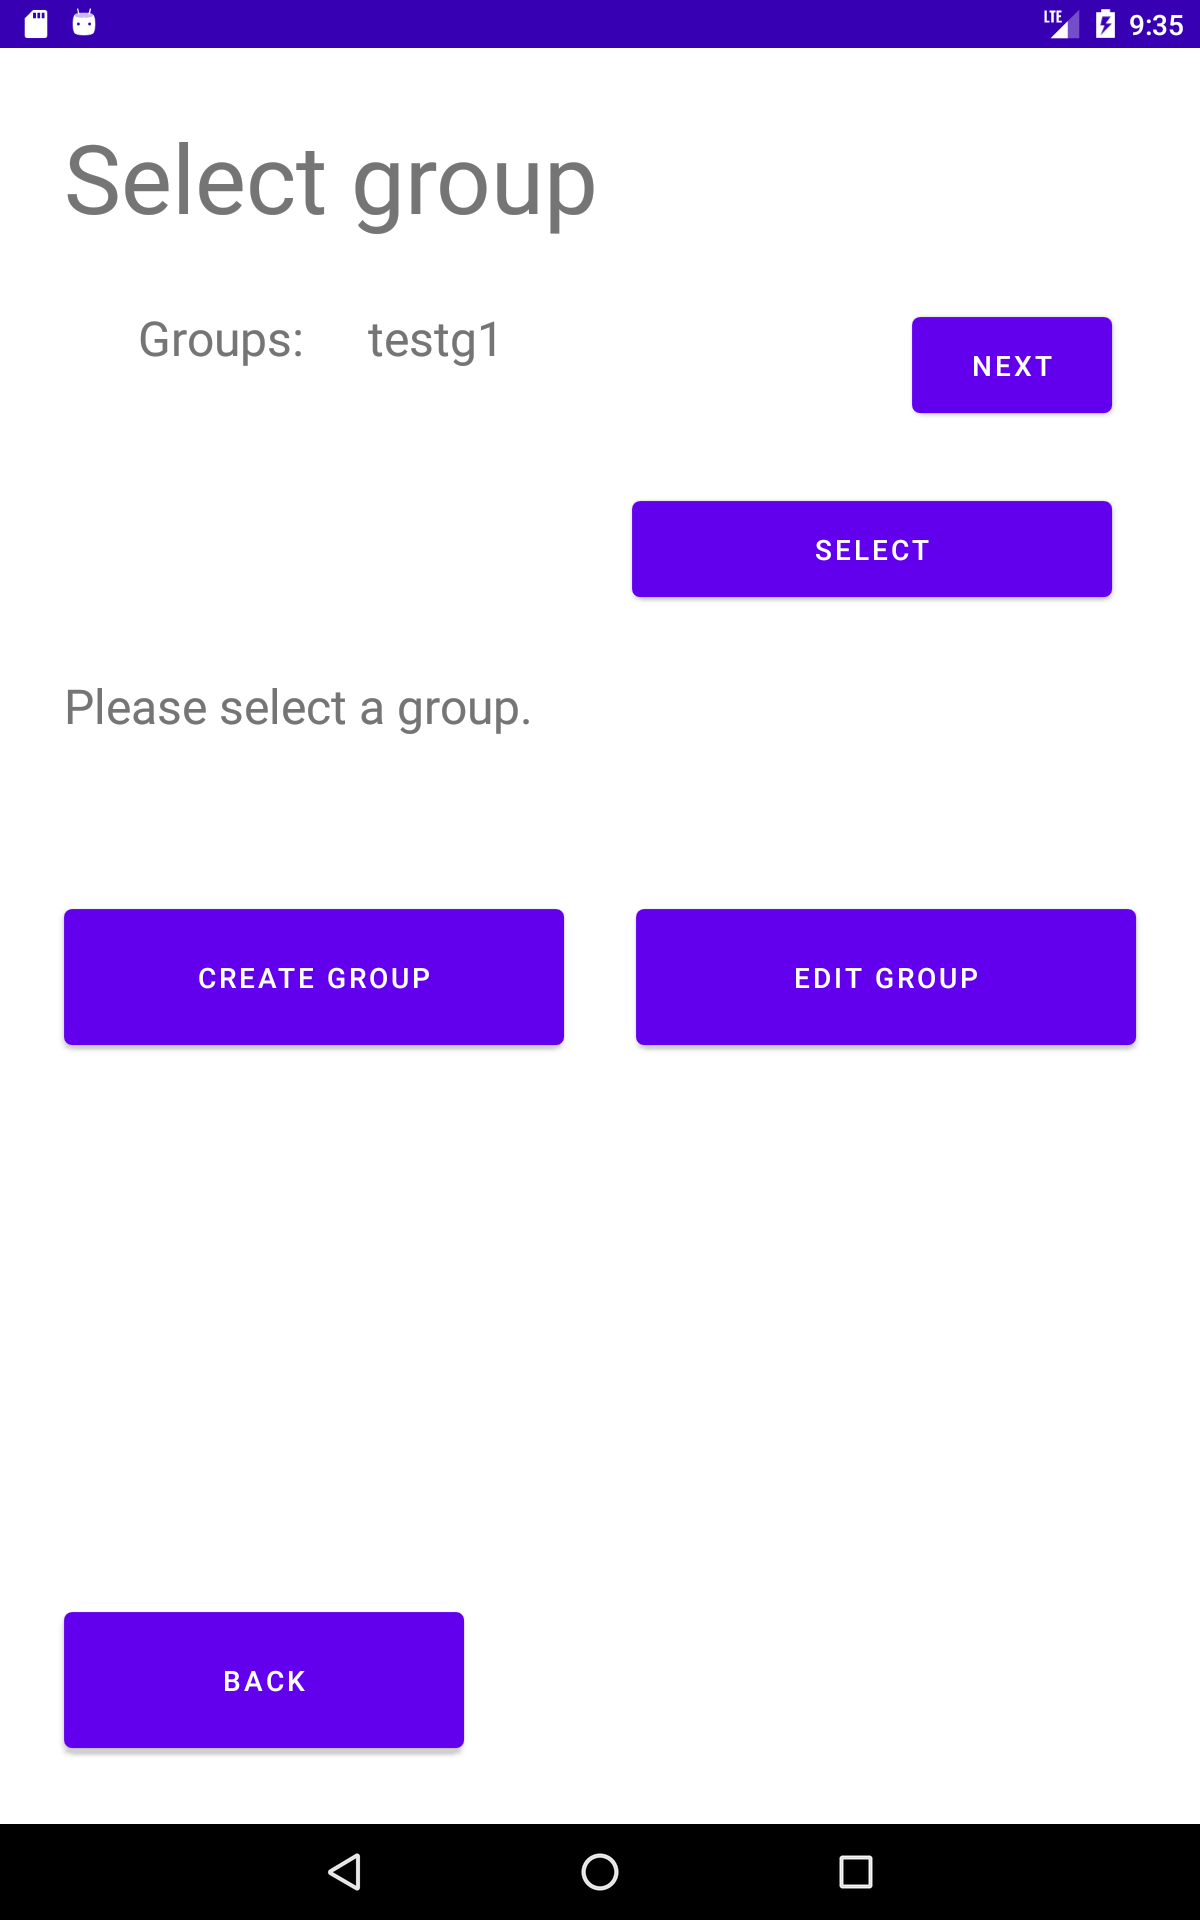 LTE 9:35
Select group
Groups: testg1
NEXT
SELECT
Please select a group.
CREATE GROUP EDIT GROUP
BACK